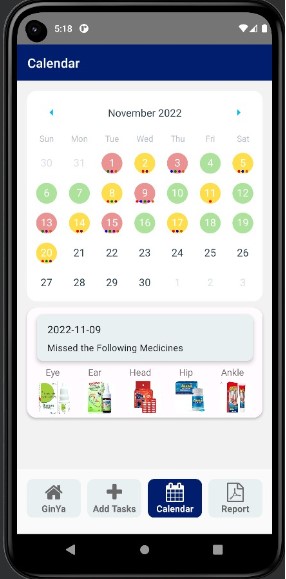 5:18
Calendar
November 2022
Sun Mon Tue Wed Thu Fri Sat
30 31 1 2 3 4 5
6 7 8 9 10 11 12
13 14 15 16 17 18 19
20 21 22 23 24 25 26
27 28 29 30 1 2 3
2022-11-09
Missed the Following Medicines
Eye Ear Head Hip Ankle
GinYa Add Tasks Calendar Report